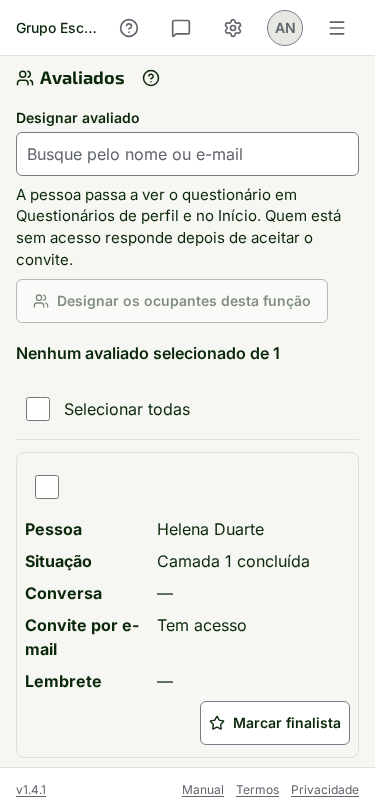 Grupo Esc...
AN
Avaliados
Designar avaliado
Busque pelo nome ou e-mail
A pessoa passa a ver o questionário em
Questionários de perfil e no Início. Quem está
sem acesso responde depois de aceitar o
convite.
Designar os ocupantes desta função
Nenhum avaliado selecionado de 1
Selecionar todas
Pessoa Helena Duarte
Situação Camada 1 concluída
Conversa —
Convite por e- Tem acesso
mail
Lembrete —
Marcar finalista
v1.4.1 Manual Termos Privacidade